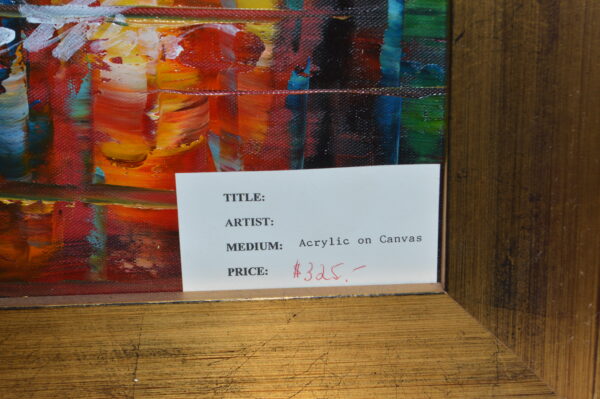 TITLE:
ARTIST:
MEDIUM: Acrylic on Canvas
PRICE: $325.-